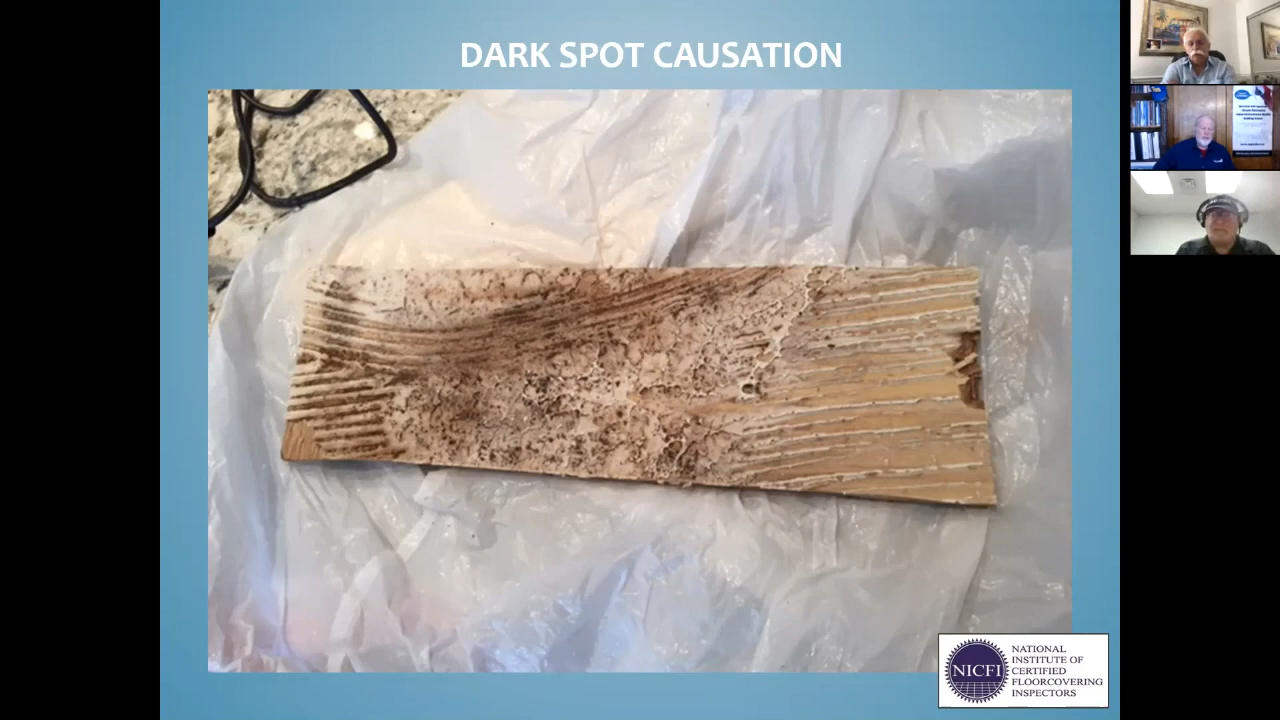 DARK SPOT CAUSATION
NICFI
NATIONAL
INSTITUTE OF
CERTIFIED
FLOORCOVERING
INSPECTORS